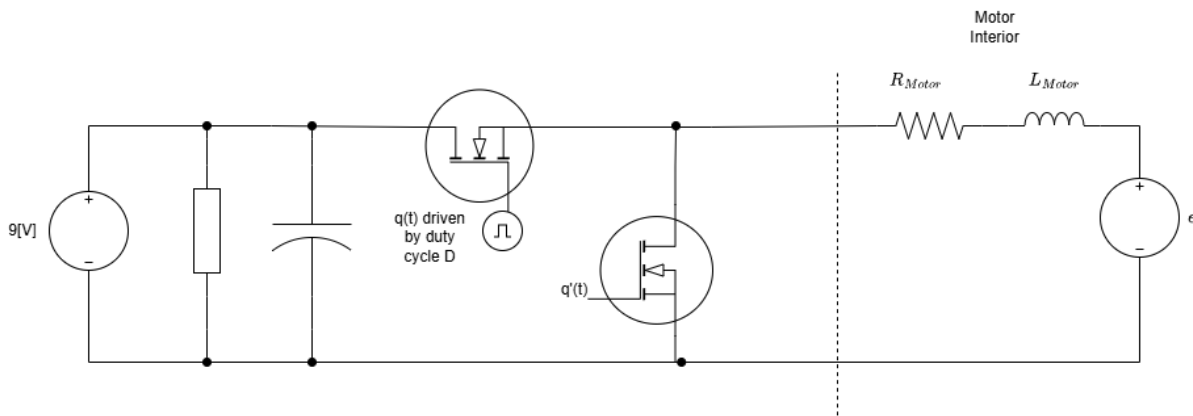 Motor
Interior
R_Motor
L_Motor
9[V]
+
−
q(t) driven
by duty
cycle D
q'(t)
+
−
e